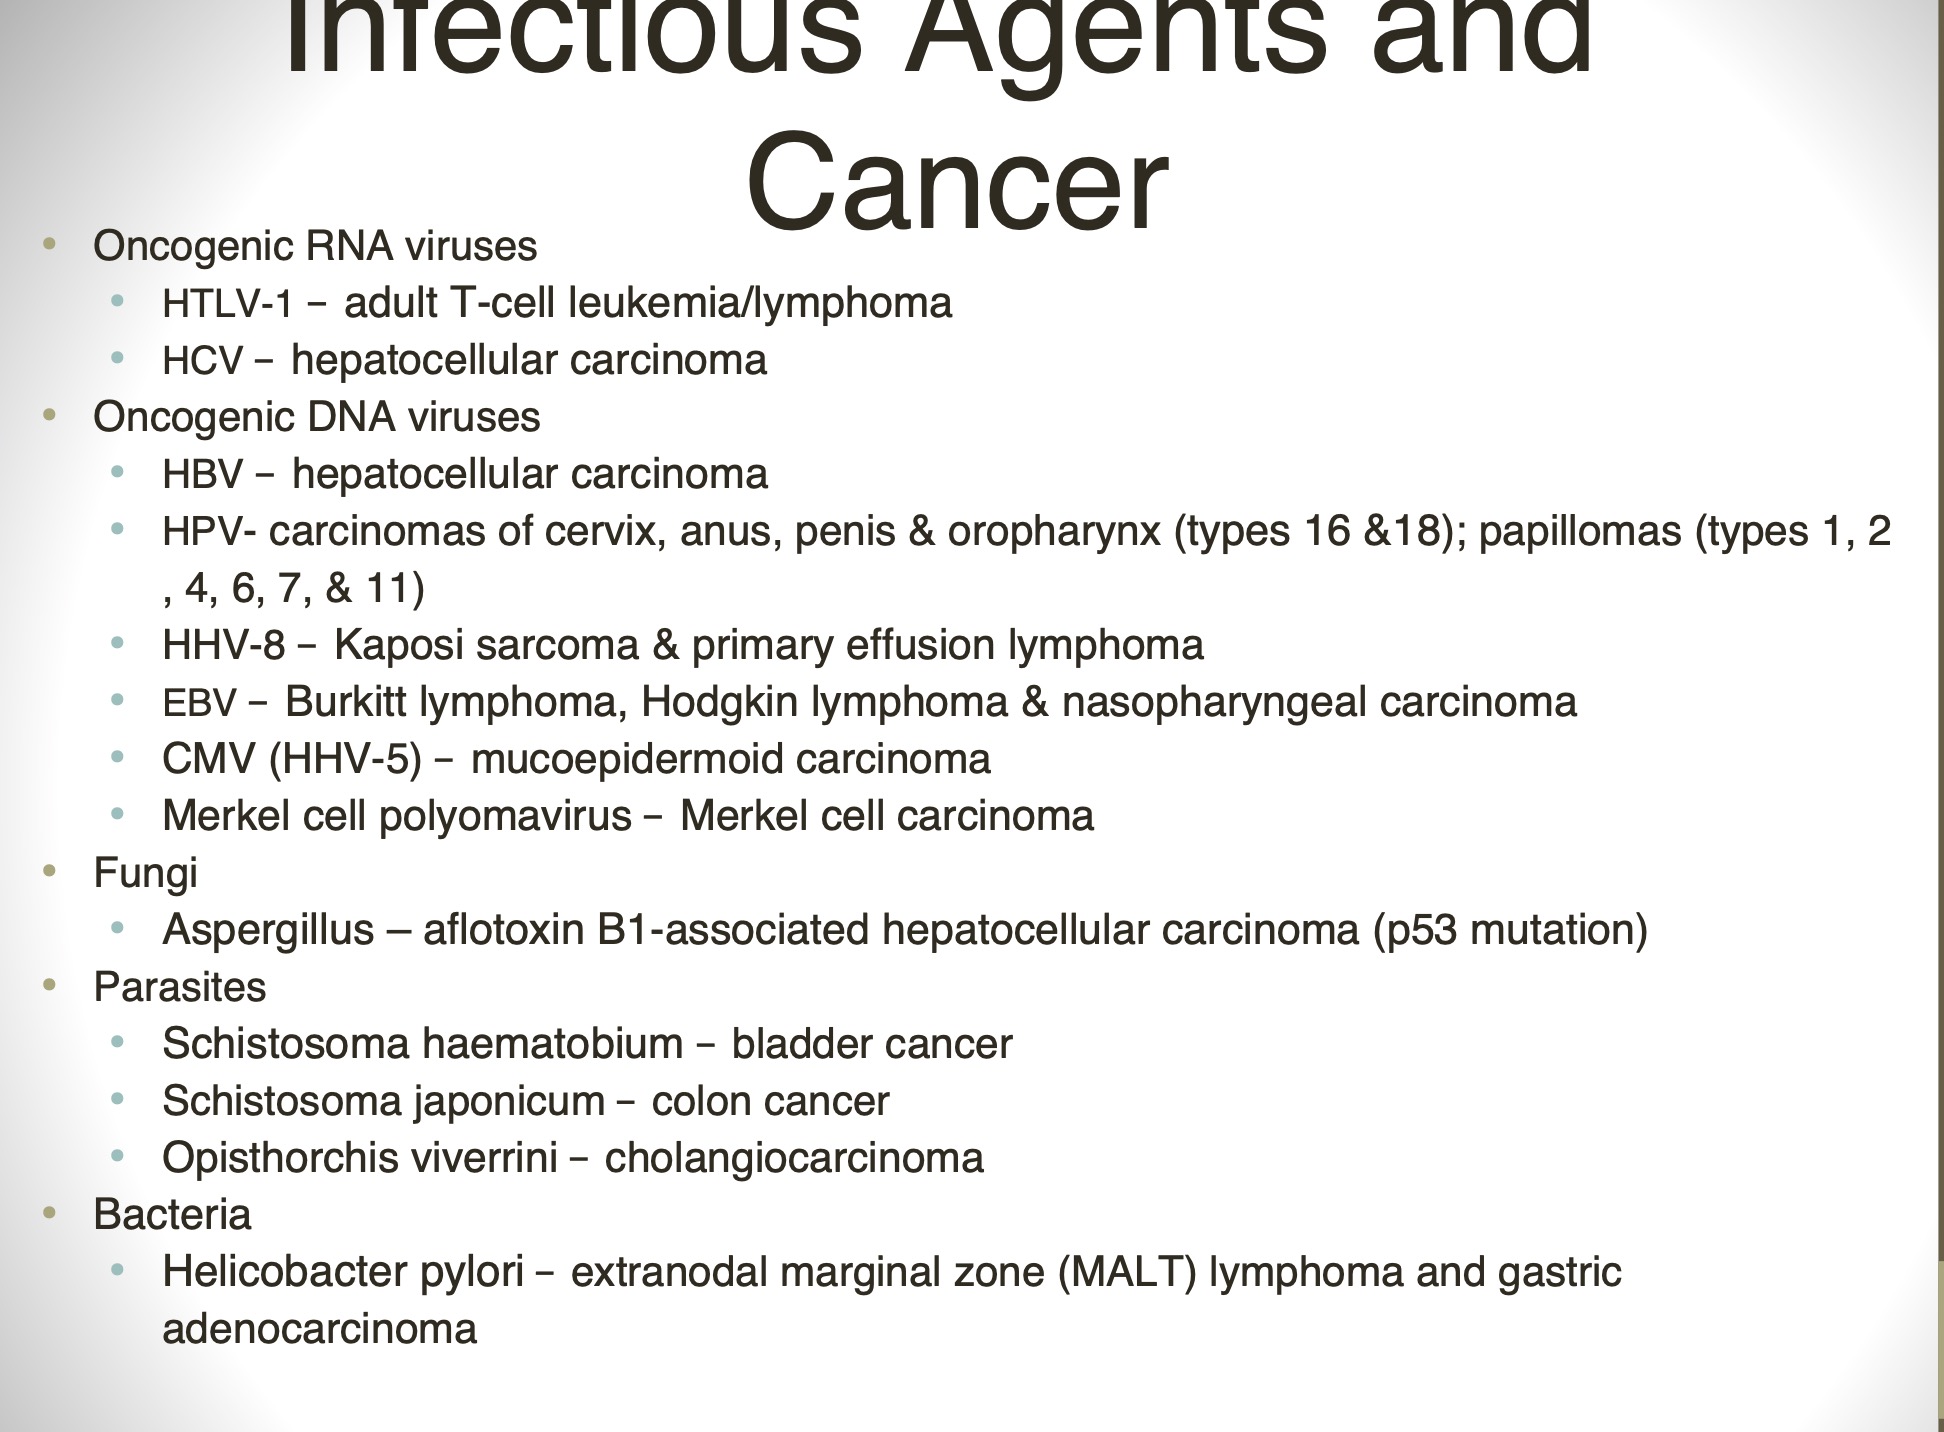 Infectious Agents and
Cancer
• Oncogenic RNA viruses
• HTLV-1 – adult T-cell leukemia/lymphoma
• HCV – hepatocellular carcinoma
• Oncogenic DNA viruses
• HBV – hepatocellular carcinoma
• HPV- carcinomas of cervix, anus, penis & oropharynx (types 16 &18); papillomas (types 1, 2
, 4, 6, 7, & 11)
• HHV-8 – Kaposi sarcoma & primary effusion lymphoma
• EBV – Burkitt lymphoma, Hodgkin lymphoma & nasopharyngeal carcinoma
• CMV (HHV-5) – mucoepidermoid carcinoma
• Merkel cell polyomavirus – Merkel cell carcinoma
• Fungi
• Aspergillus – aflotoxin B1-associated hepatocellular carcinoma (p53 mutation)
• Parasites
• Schistosoma haematobium – bladder cancer
• Schistosoma japonicum – colon cancer
• Opisthorchis viverrini – cholangiocarcinoma
• Bacteria
• Helicobacter pylori – extranodal marginal zone (MALT) lymphoma and gastric
adenocarcinoma